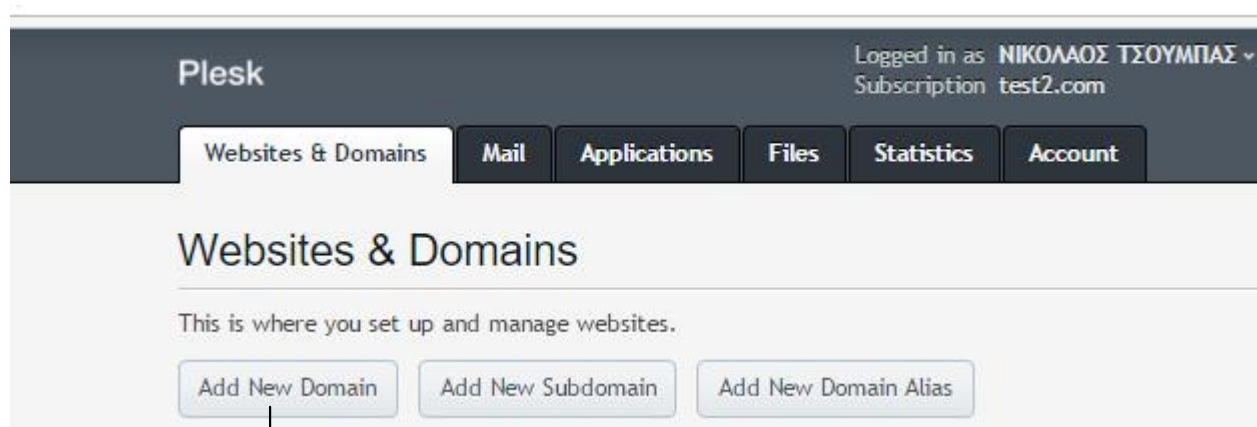 Plesk
Logged in as ΝΙΚΟΛΑΟΣ ΤΣΟΥΜΠΑΣ
Subscription test2.com
Websites & Domains Mail Applications Files Statistics Account
Websites & Domains
This is where you set up and manage websites.
Add New Domain Add New Subdomain Add New Domain Alias